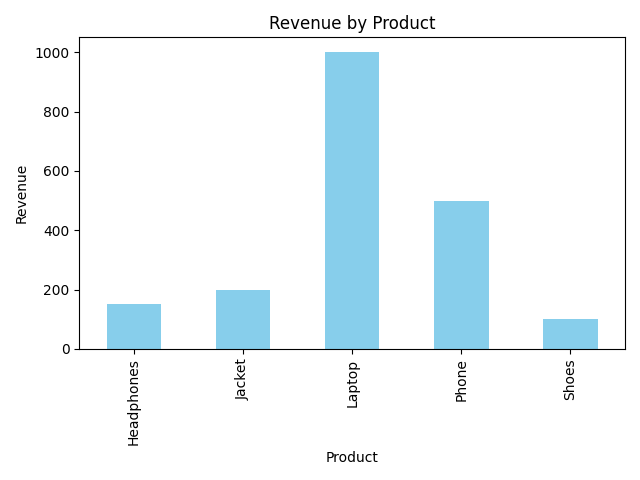 Revenue by Product
1000
800
600
400
200
0
Revenue
Headphones
Jacket
Laptop
Phone
Shoes
Product